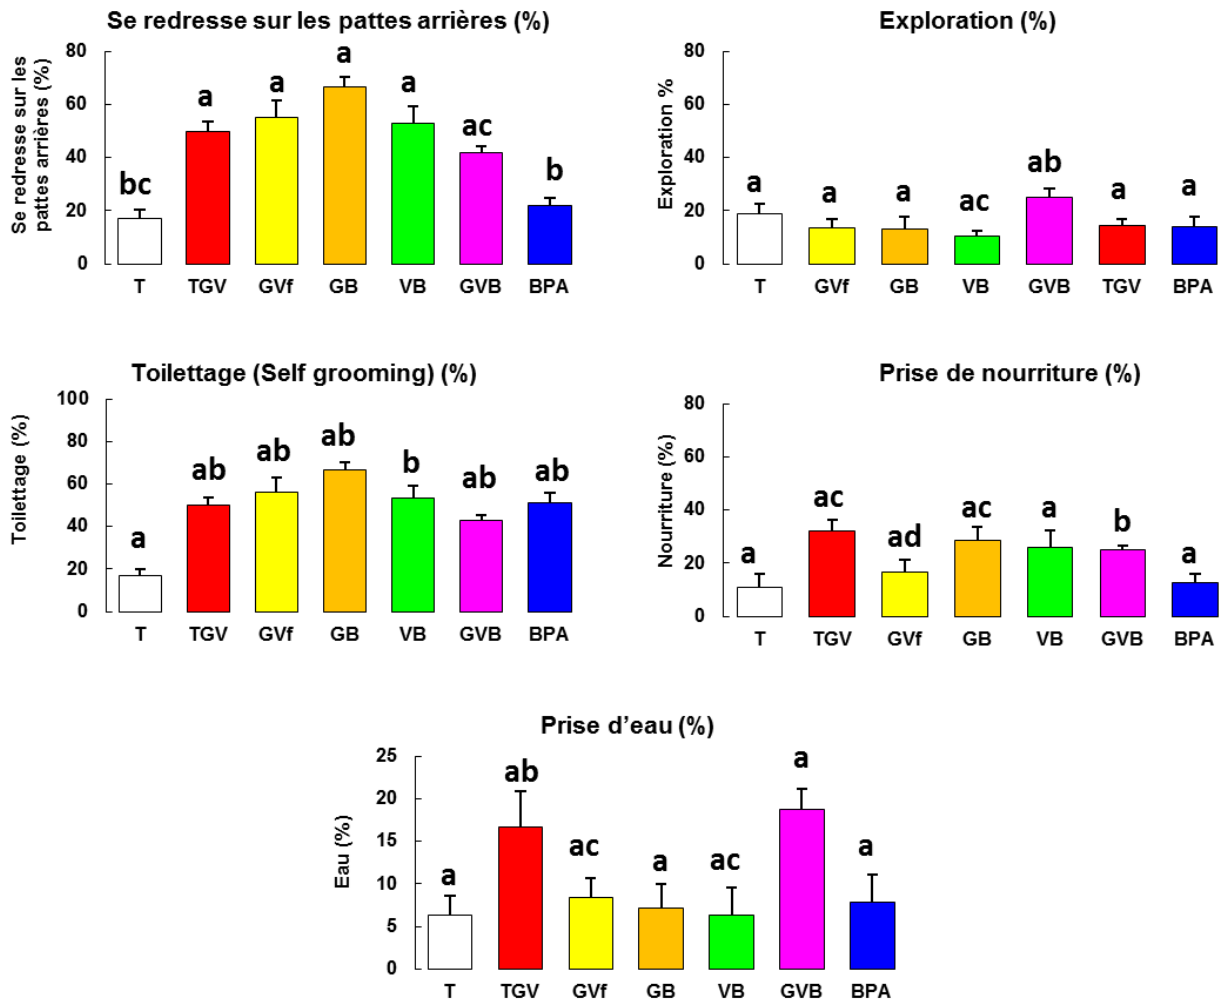 Se redresse sur les pattes arrières (%)
Se redresse sur les
pattes arrières (%)
80
60
40
20
0
bc
a
a
a
a
ac
b
T TGV GVf GB VB GVB BPA
Exploration (%)
Exploration %
80
60
40
20
0
a
a
a
ac
ab
a
a
T GVf GB VB GVB TGV BPA
Toilettage (Self grooming) (%)
Toilettage (%)
100
80
60
40
20
0
a
ab
ab
ab
b
ab
ab
T TGV GVf GB VB GVB BPA
Prise de nourriture (%)
Nourriture (%)
80
60
40
20
0
a
ac
ad
ac
a
b
a
T TGV GVf GB VB GVB BPA
Prise d’eau (%)
Eau (%)
25
20
15
10
5
0
a
ab
ac
a
ac
a
a
T TGV GVf GB VB GVB BPA